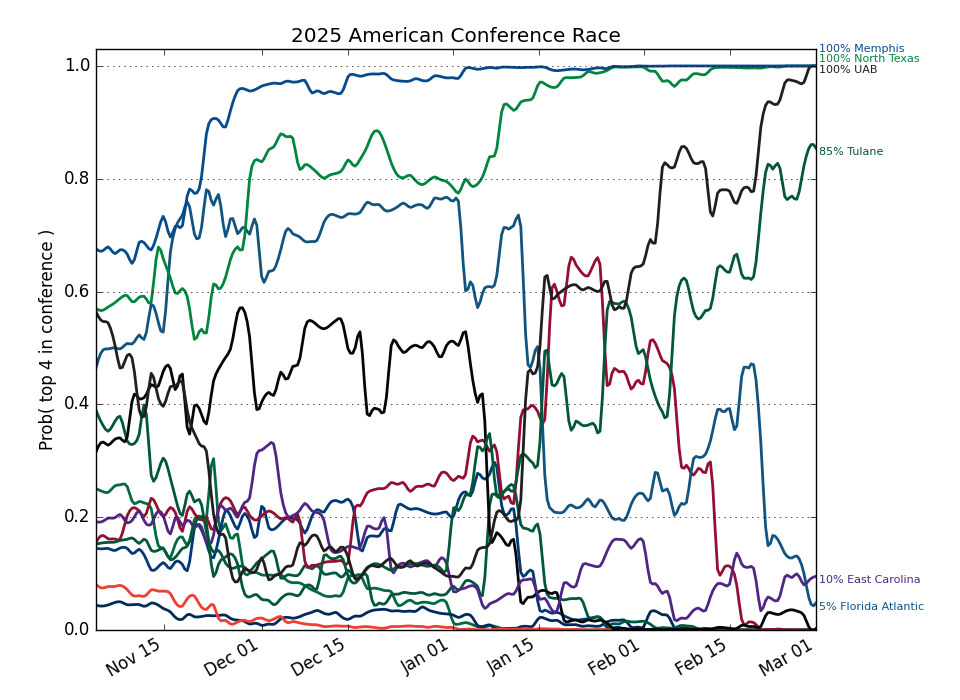 2025 American Conference Race
100% Memphis
100% North Texas
100% UAB
85% Tulane
10% East Carolina
5% Florida Atlantic
Prob( top 4 in conference )
1.0
0.8
0.6
0.4
0.2
0.0
Nov 15
Dec 01
Dec 15
Jan 01
Jan 15
Feb 01
Feb 15
Mar 01